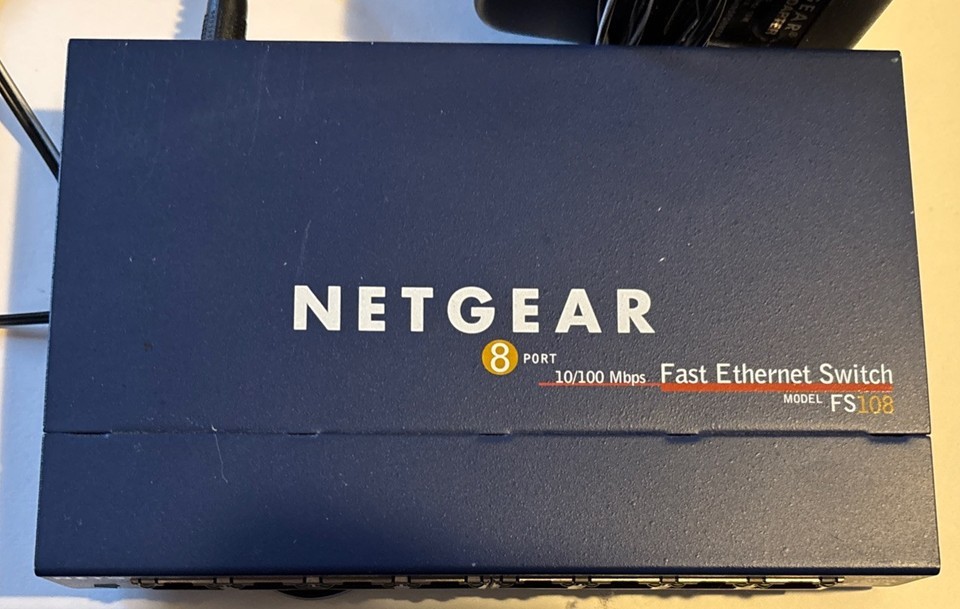 NETGEAR
8 PORT
10/100 Mbps Fast Ethernet Switch
MODEL FS108